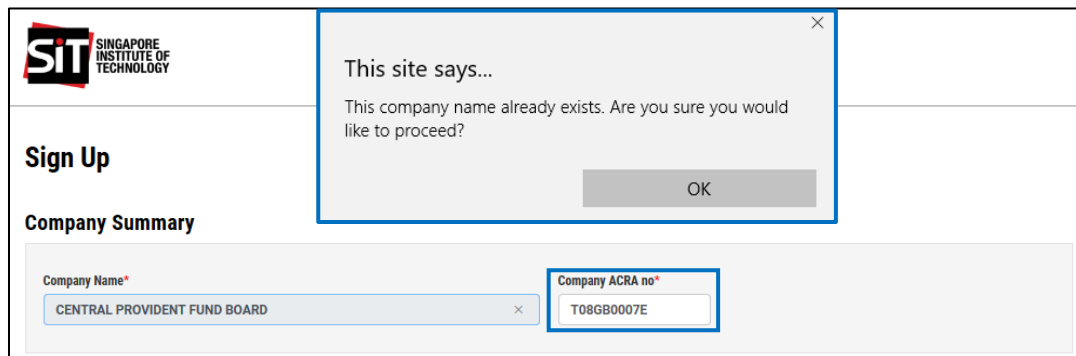 SiT
SINGAPORE
INSTITUTE OF
TECHNOLOGY
This site says...
This company name already exists. Are you sure you would
like to proceed?
OK
Sign Up
Company Summary
Company Name*
Company ACRA no*
CENTRAL PROVIDENT FUND BOARD
T08GB0007E